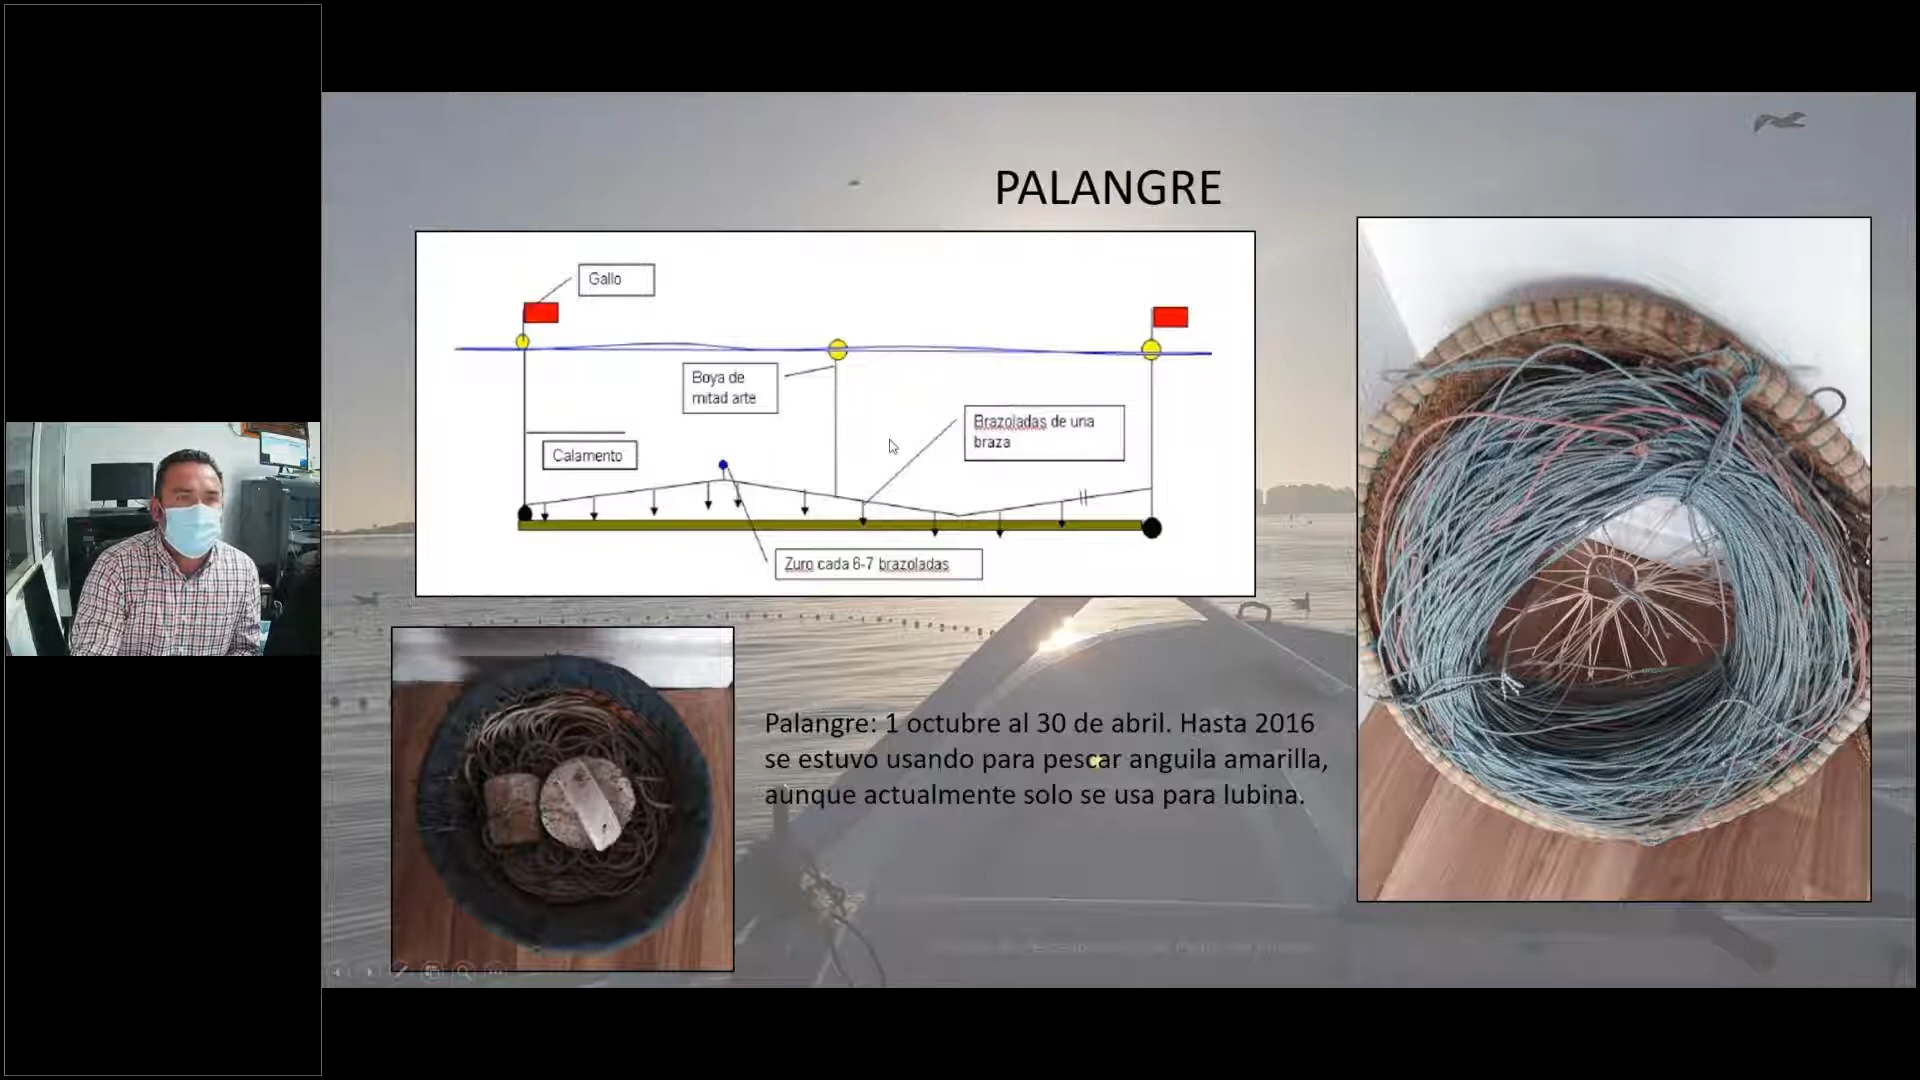 PALANGRE
Gallo
Boya de
mitad arte
Brazoladas de una
braza
Calamento
Zuro cada 6-7 brazoladas
Palangre: 1 octubre al 30 de abril. Hasta 2016
se estuvo usando para pescar anguila amarilla,
aunque actualmente solo se usa para lubina.